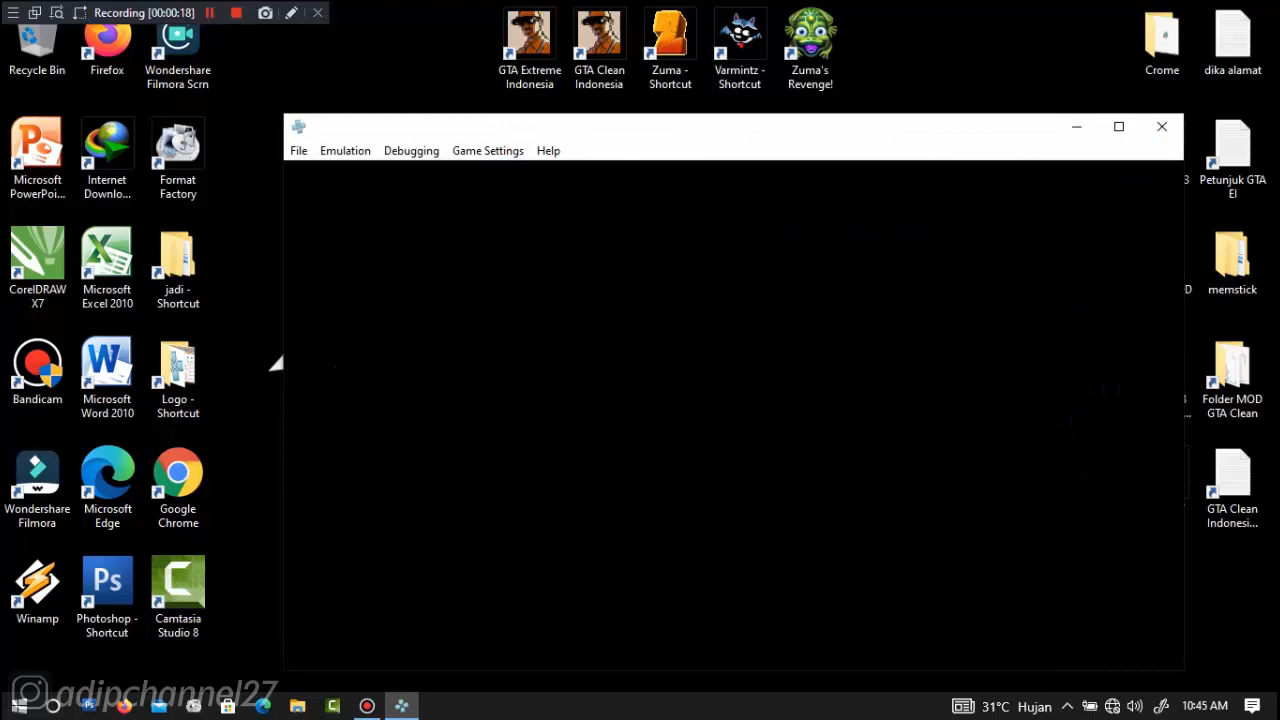 Recording [00:00:18]
Recycle Bin
Firefox
Wondershare
Filmora Scrn
GTA Extreme
Indonesia
GTA Clean
Indonesia
Zuma -
Shortcut
Varmintz -
Shortcut
Zuma's
Revenge!
Crome
dika alamat
File
Emulation
Debugging
Game Settings
Help
Microsoft
PowerPoi...
Internet
Downlo...
Format
Factory
3
Petunjuk GTA
EI
CorelDRAW
X7
Microsoft
Excel 2010
jadi -
Shortcut
D
memstick
Bandicam
Microsoft
Word 2010
Logo -
Shortcut
3
...
Folder MOD
GTA Clean
Wondershare
Filmora
Microsoft
Edge
Google
Chrome
GTA Clean
Indonesi...
Winamp
Ps
Photoshop -
Shortcut
Camtasia
Studio 8
adipchannel27
31°C Hujan
10:45 AM